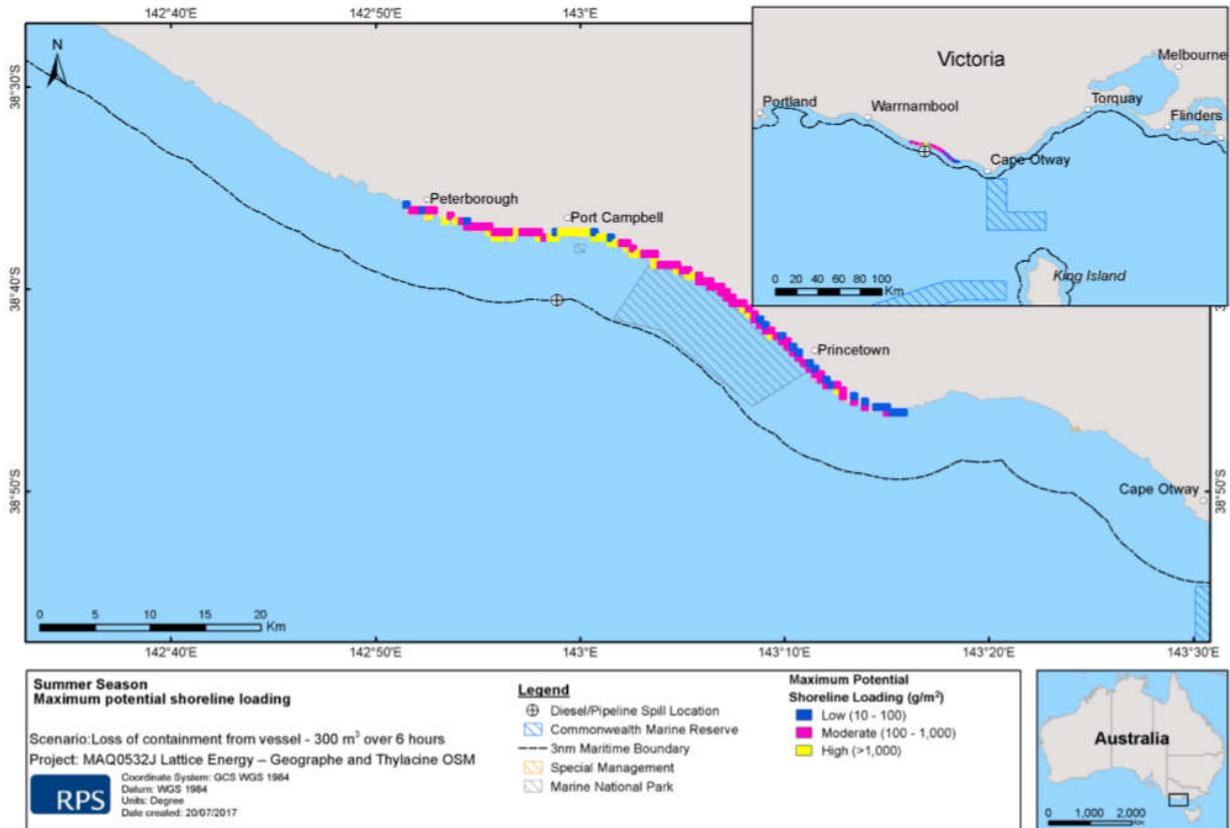 142°40'E
142°50'E
143°E
N
38°30'S
38°40'S
38°50'S
38°50'S
Peterborough
Port Campbell
Princetown
Cape Otway
0 5 10 15 20
Km
142°40'E
142°50'E
143°E
143°10'E
143°20'E
143°30'E
Victoria
Melbourne
Portland
Warrnambool
Torquay
Flinders
Cape Otway
King Island
0 20 40 60 80 100
Km
Summer Season
Maximum potential shoreline loading
Scenario:Loss of containment from vessel - 300 m³ over 6 hours
Project: MAQ0532J Lattice Energy – Geographe and Thylacine OSM
RPS
Coordinate System: GCS WGS 1984
Datum: WGS 1984
Units: Degree
Date created: 20/07/2017
Legend
Diesel/Pipeline Spill Location
Commonwealth Marine Reserve
3nm Maritime Boundary
Special Management
Marine National Park
Maximum Potential
Shoreline Loading (g/m²)
Low (10 - 100)
Moderate (100 - 1,000)
High (>1,000)
Australia
0 1,000 2,000
Km